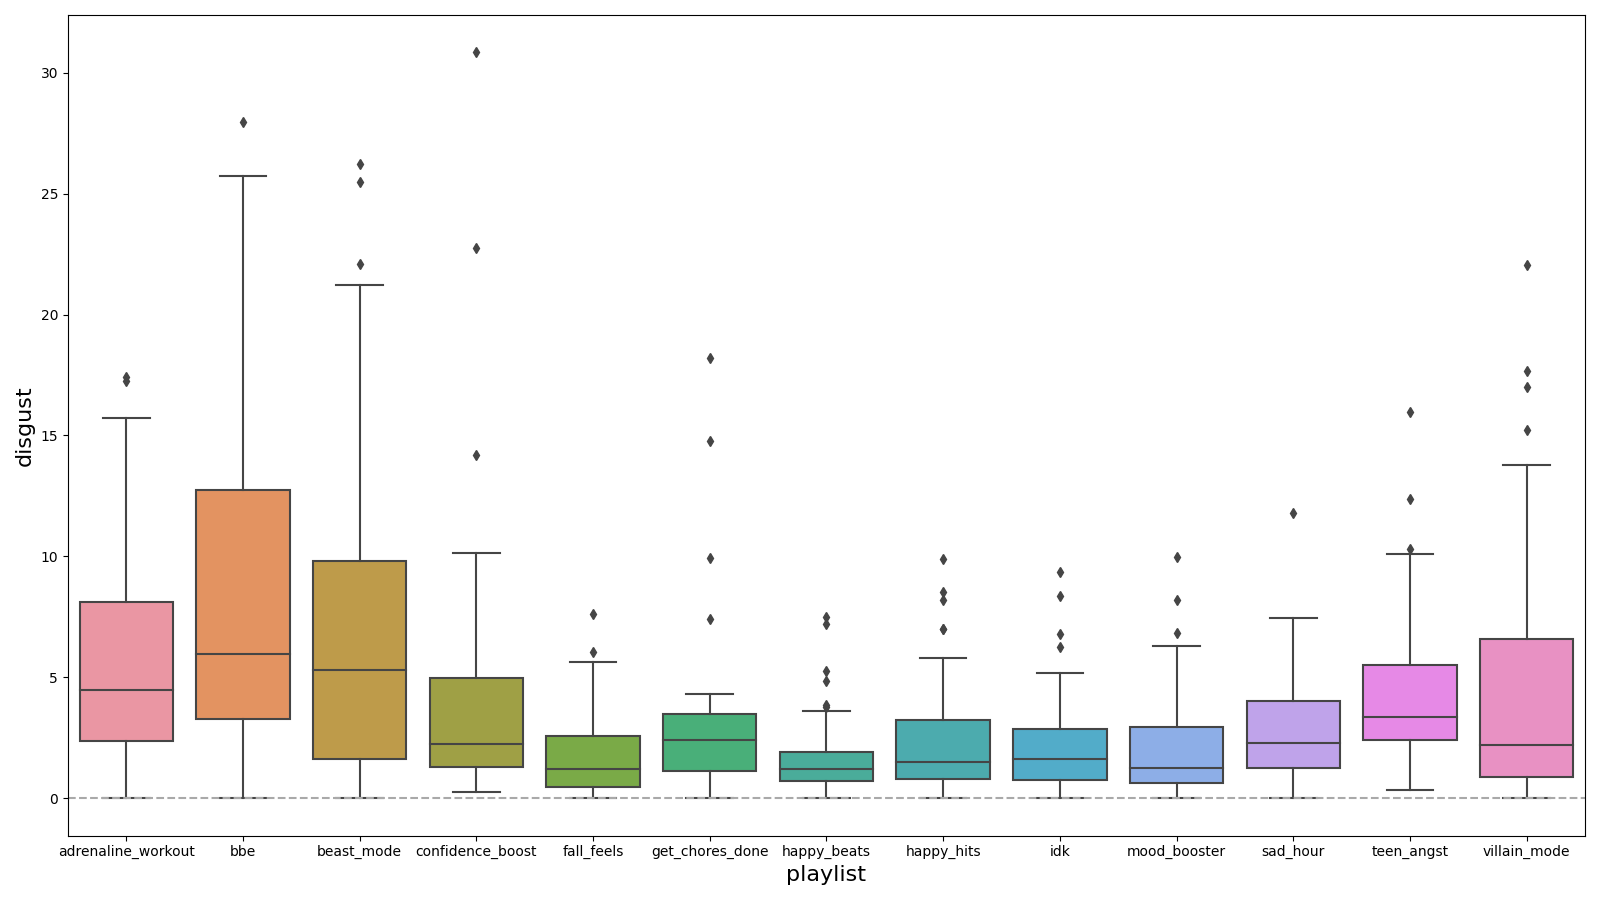 30
25
20
15
10
5
0
disgust
adrenaline_workout bbe beast_mode confidence_boost fall_feels get_chores_done happy_beats happy_hits idk mood_booster sad_hour teen_angst villain_mode
playlist